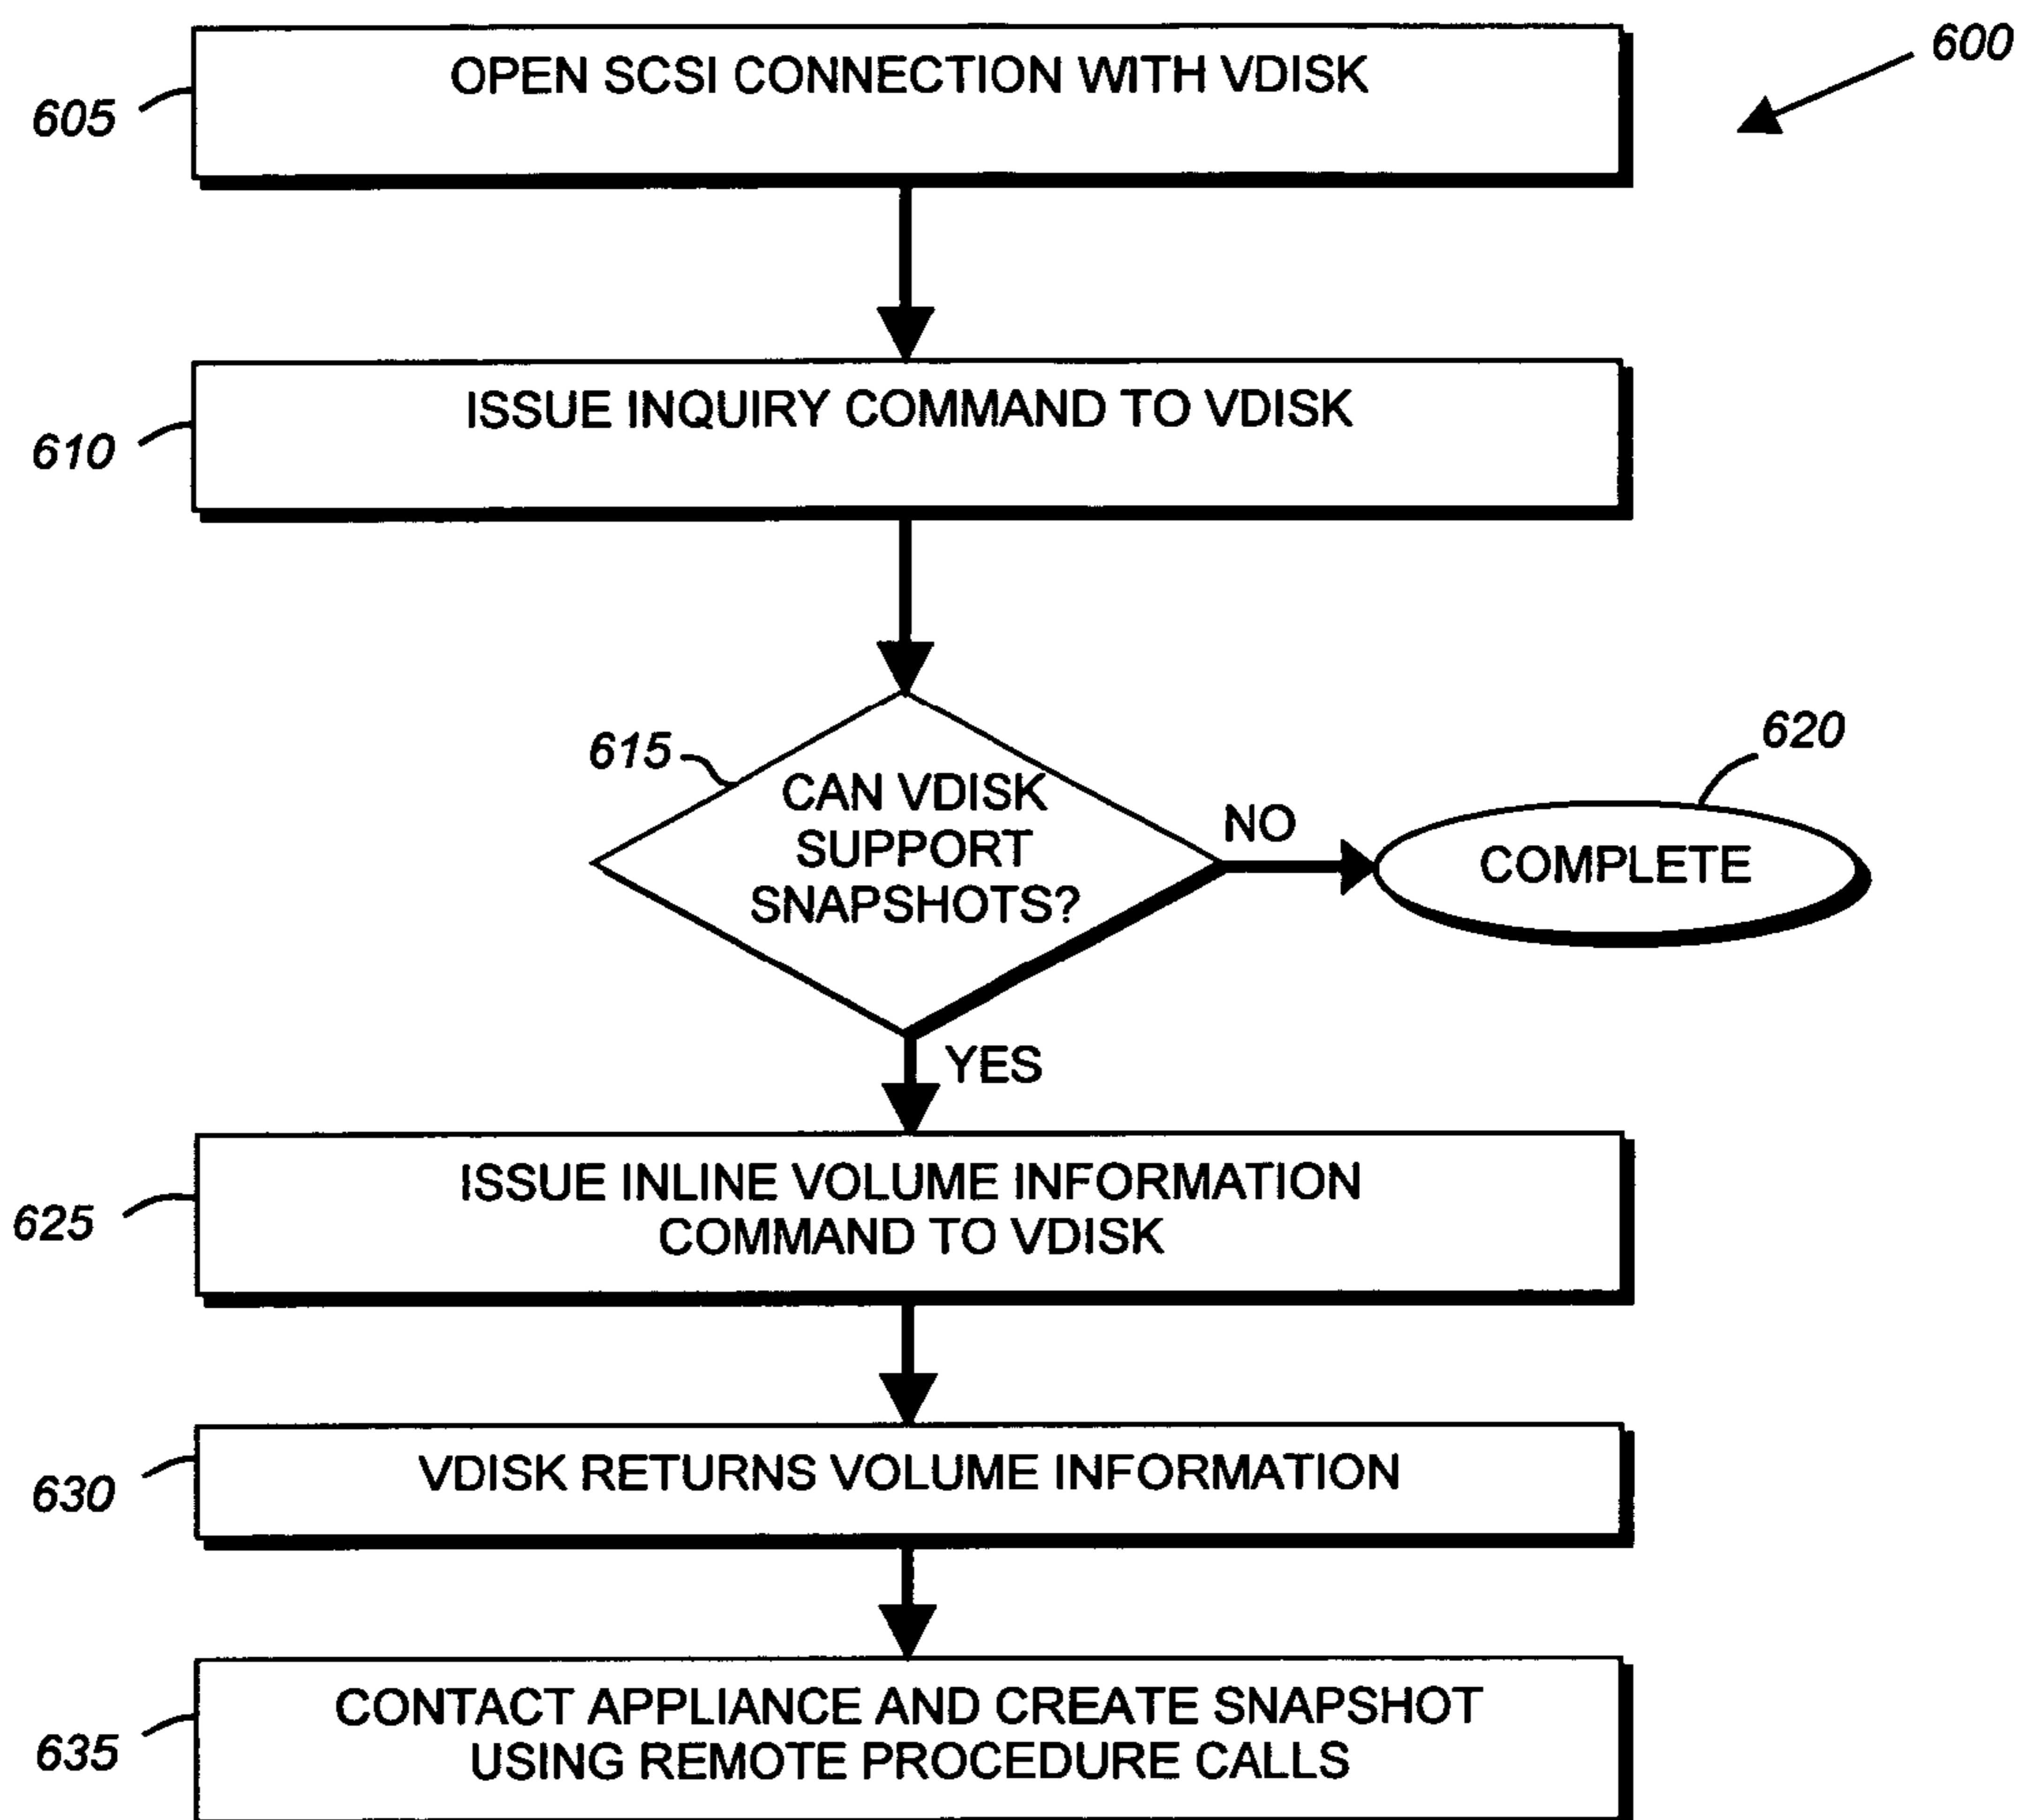 600
OPEN SCSI CONNECTION WITH VDISK
605
ISSUE INQUIRY COMMAND TO VDISK
610
615
CAN VDISK
SUPPORT
SNAPSHOTS?
NO
620
COMPLETE
YES
ISSUE INLINE VOLUME INFORMATION
COMMAND TO VDISK
625
VDISK RETURNS VOLUME INFORMATION
630
CONTACT APPLIANCE AND CREATE SNAPSHOT
USING REMOTE PROCEDURE CALLS
635